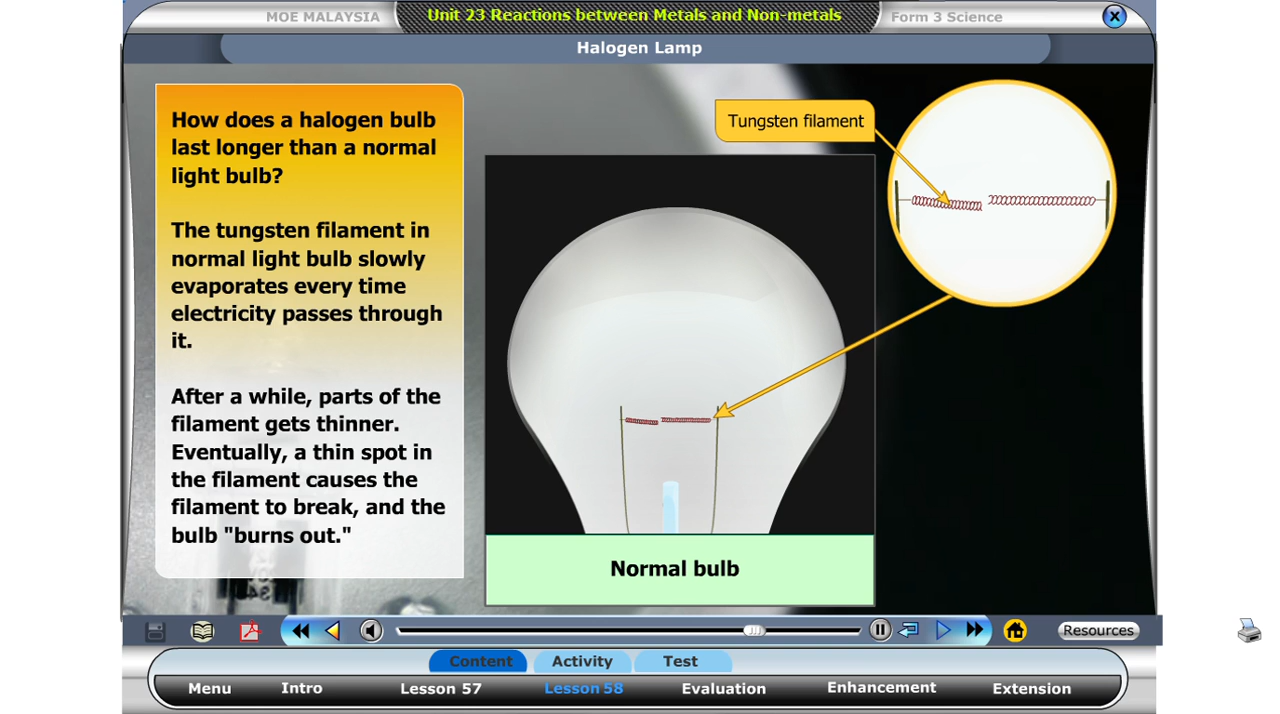 MOE MALAYSIA
Unit 23 Reactions between Metals and Non-metals
Form 3 Science
Halogen Lamp
How does a halogen bulb
last longer than a normal
light bulb?
The tungsten filament in
normal light bulb slowly
evaporates every time
electricity passes through
it.
After a while, parts of the
filament gets thinner.
Eventually, a thin spot in
the filament causes the
filament to break, and the
bulb "burns out."
Tungsten filament
Normal bulb
Resources
Content
Activity
Test
Menu
Intro
Lesson 57
Lesson 58
Evaluation
Enhancement
Extension